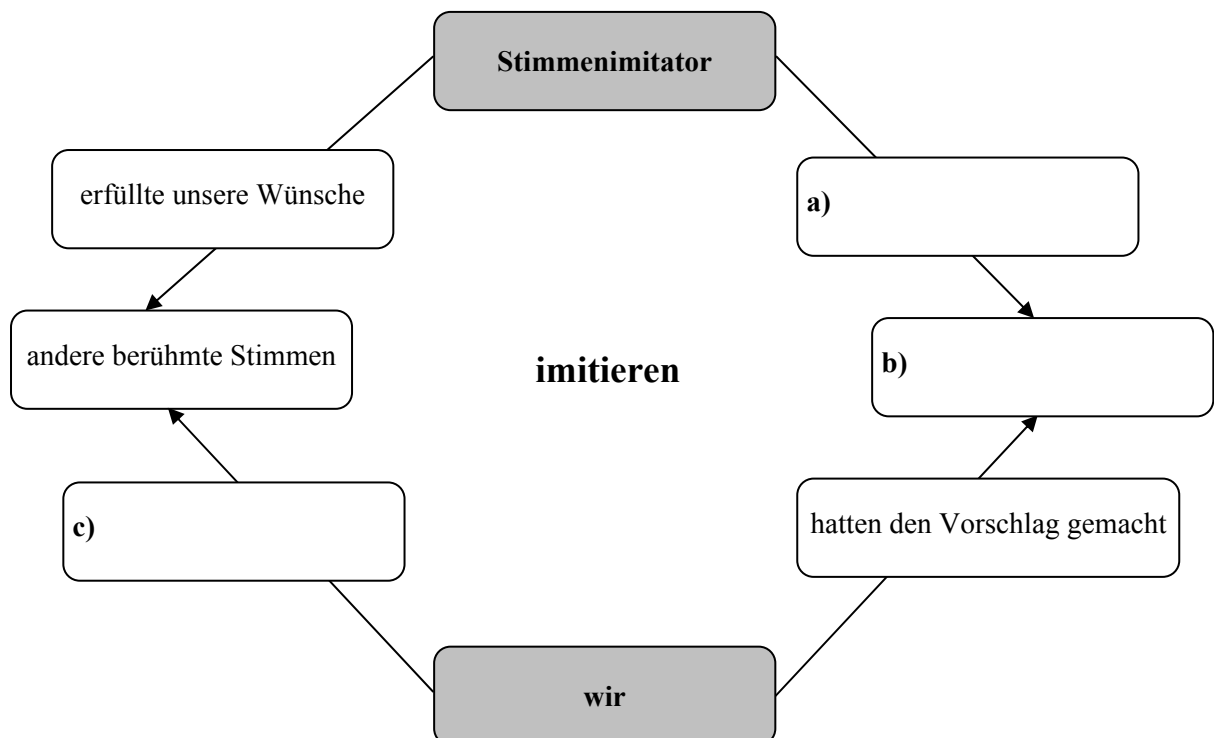 Stimmenimitator
erfüllte unsere Wünsche
a)
andere berühmte Stimmen
imitieren
b)
c)
hatten den Vorschlag gemacht
wir